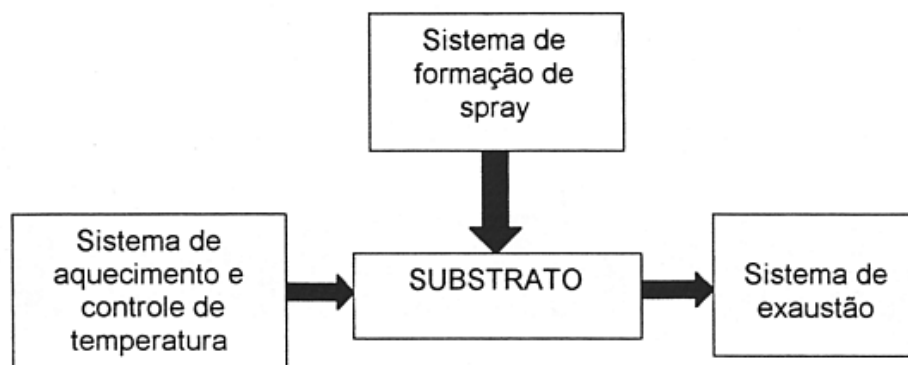 Sistema de
formação de
spray
Sistema de
aquecimento e
controle de
temperatura
SUBSTRATO
Sistema de
exaustão